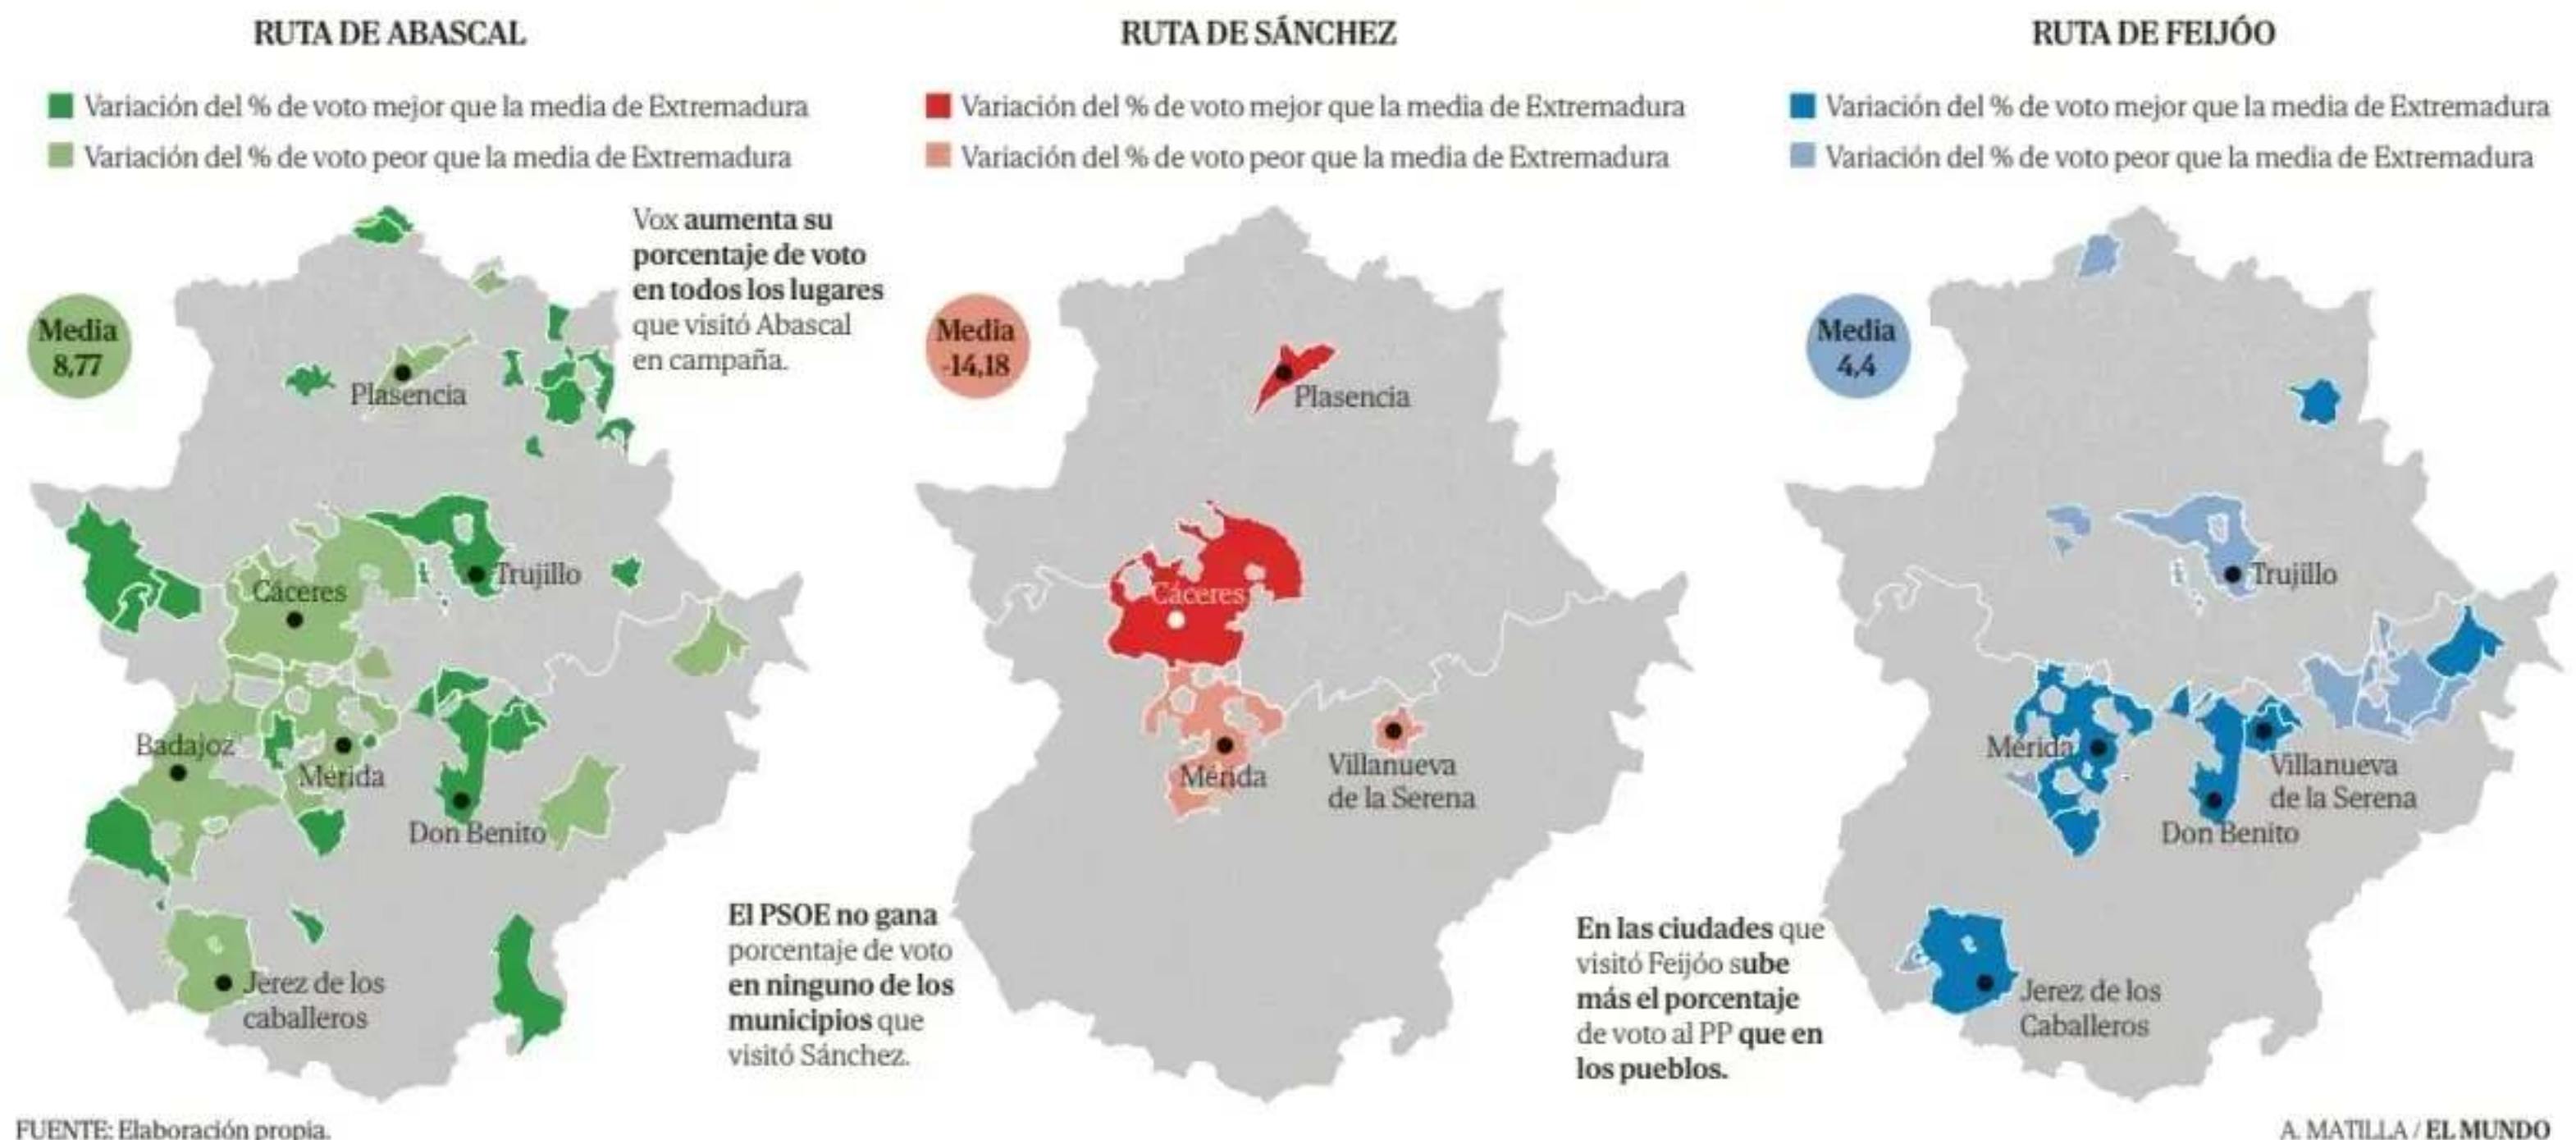 RUTA DE ABASCAL
Variación del % de voto mejor que la media de Extremadura
Variación del % de voto peor que la media de Extremadura
Media
8,77
Vox aumenta su
porcentaje de voto
en todos los lugares
que visitó Abascal
en campaña.
Plasencia
Trujillo
Cáceres
Badajoz
Mérida
Don Benito
Jerez de los
caballeros
RUTA DE SÁNCHEZ
Variación del % de voto mejor que la media de Extremadura
Variación del % de voto peor que la media de Extremadura
Media
-14,18
Plasencia
Cáceres
Mérida
Villanueva
de la Serena
El PSOE no gana
porcentaje de voto
en ninguno de los
municipios que
visitó Sánchez.
RUTA DE FEIJÓO
Variación del % de voto mejor que la media de Extremadura
Variación del % de voto peor que la media de Extremadura
Media
4,4
Trujillo
Mérida
Villanueva
de la Serena
Don Benito
Jerez de los
Caballeros
En las ciudades que
visitó Feijóo sube
más el porcentaje
de voto al PP que en
los pueblos.
FUENTE: Elaboración propia.
A. MATILLA / EL MUNDO